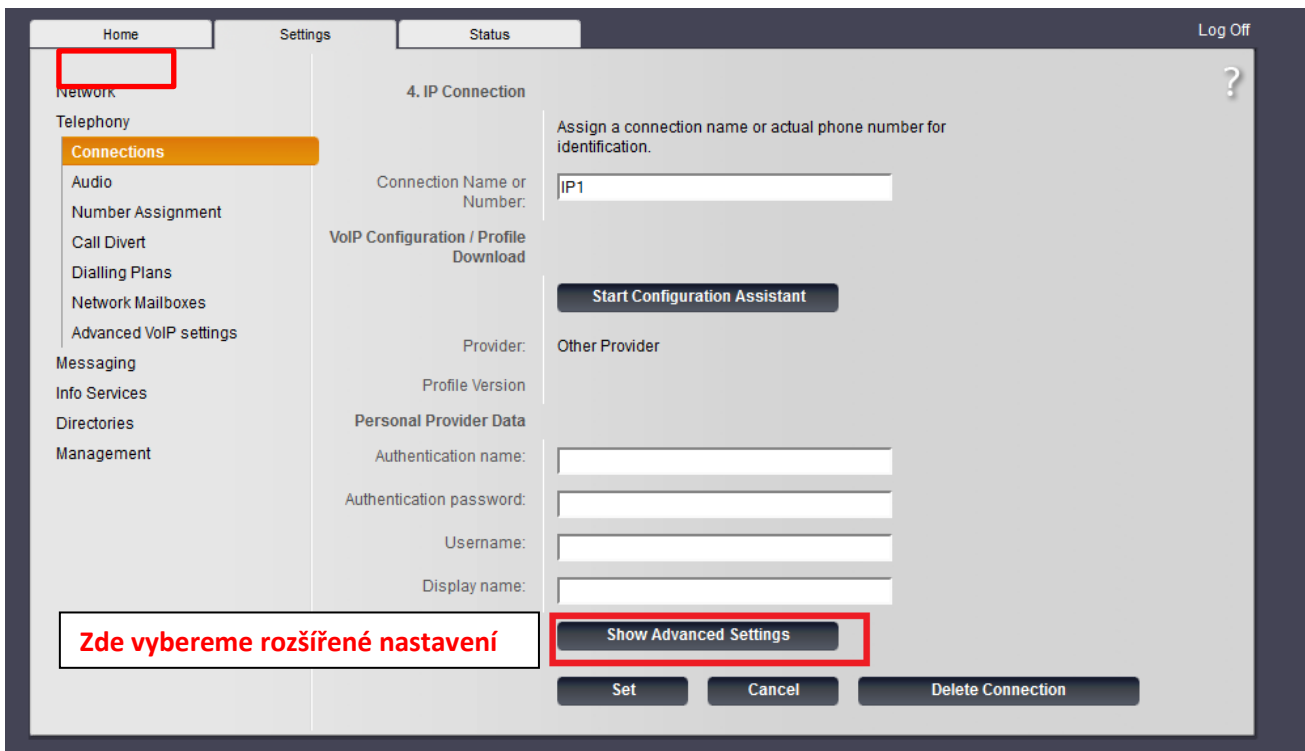 Home Settings Status Log Off
?
Network
Telephony
Connections
Audio
Number Assignment
Call Divert
Dialling Plans
Network Mailboxes
Advanced VoIP settings
Messaging
Info Services
Directories
Management
4. IP Connection
Assign a connection name or actual phone number for
identification.
Connection Name or
Number:
IP1
VoIP Configuration / Profile
Download
Start Configuration Assistant
Provider: Other Provider
Profile Version
Personal Provider Data
Authentication name:
Authentication password:
Username:
Display name:
Zde vybereme rozšířené nastavení
Show Advanced Settings
Set Cancel Delete Connection